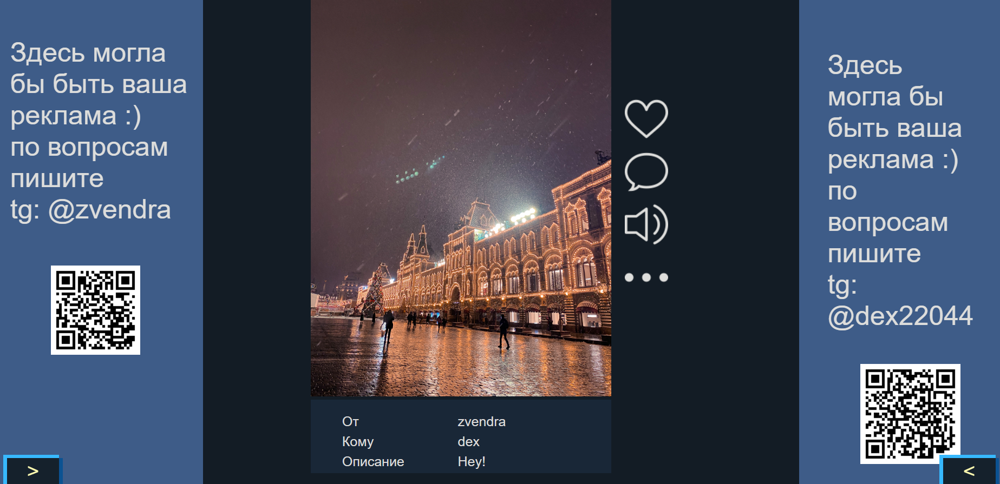 Здесь могла
бы быть ваша
реклама :)
по вопросам
пишите
tg: @zvendra
>
От zvendra
Кому dex
Описание Hey!
Здесь
могла бы
быть ваша
реклама :)
по
вопросам
пишите
tg:
@dex22044
<